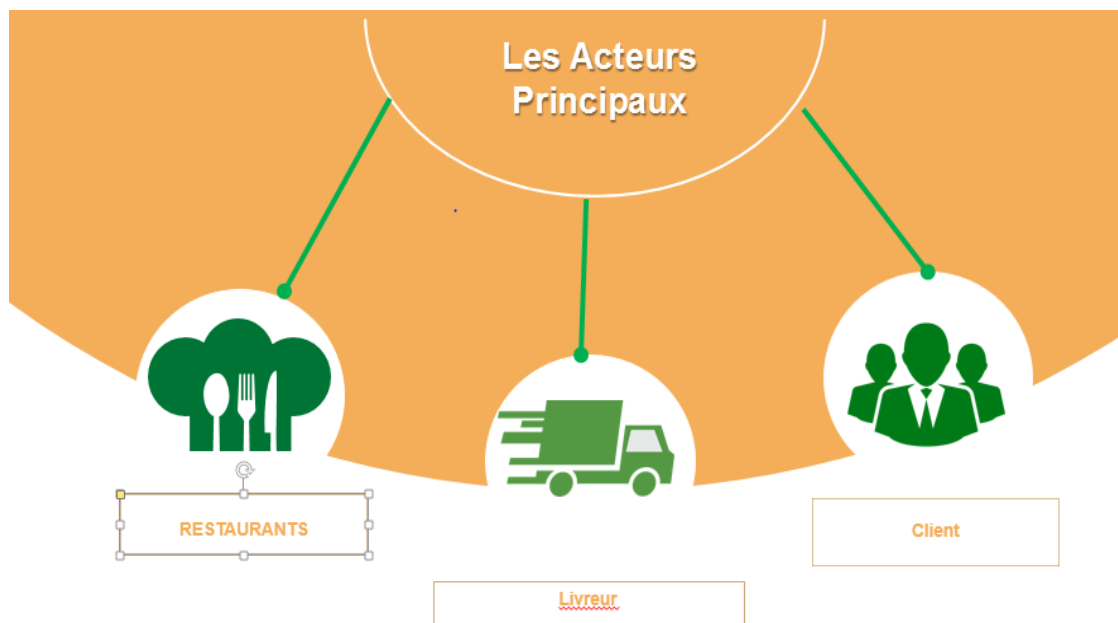 Les Acteurs
Principaux
RESTAURANTS
Client
Livreur